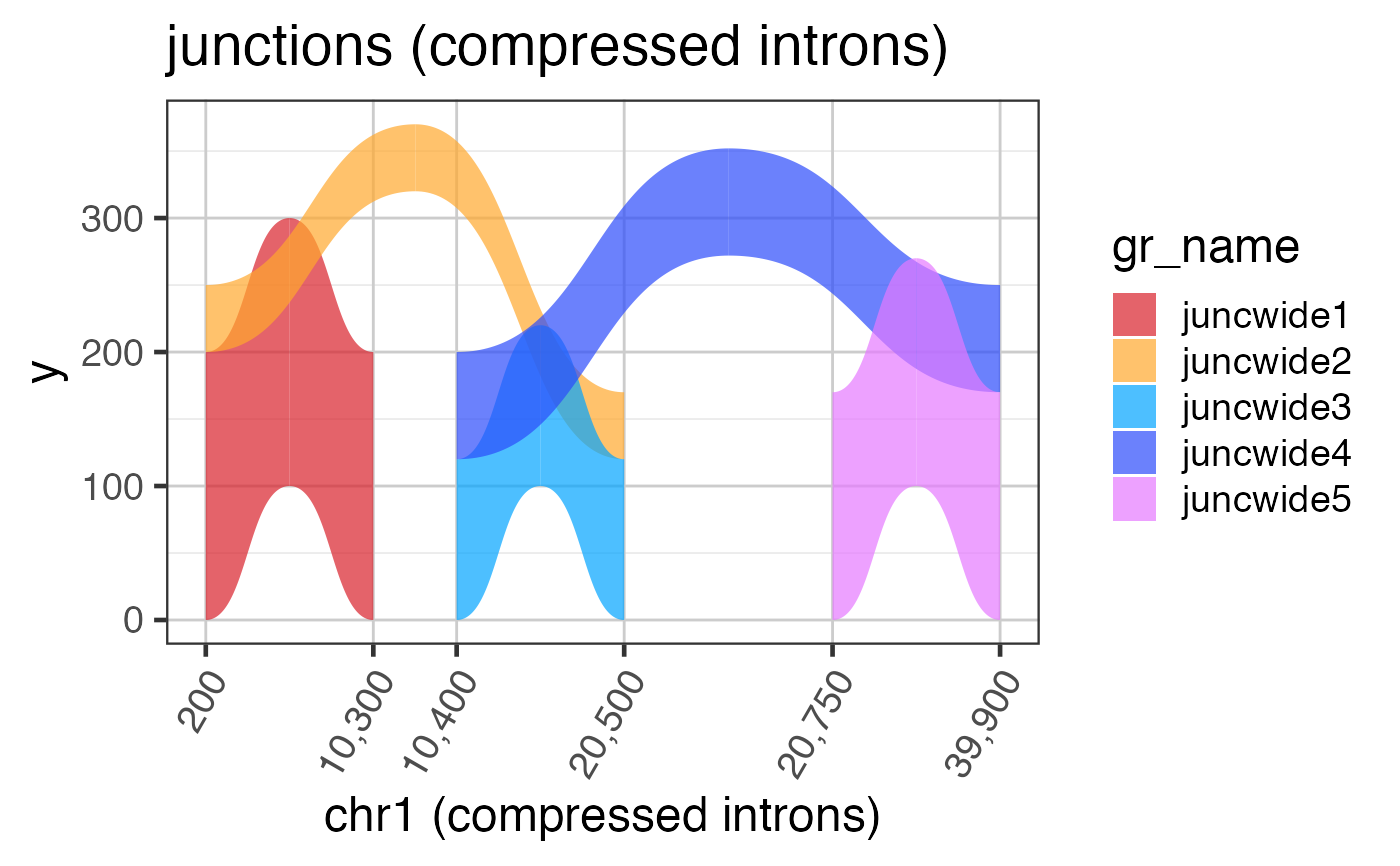 junctions (compressed introns)
y
300
200
100
0
200
10,300
10,400
20,500
20,750
39,900
chr1 (compressed introns)
gr_name
juncwide1
juncwide2
juncwide3
juncwide4
juncwide5